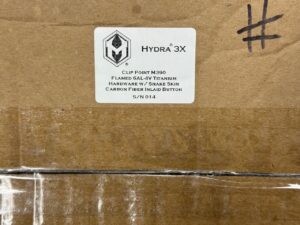 #
M
HYDRA® 3X
CLIP POINT M390
FLAMED 6AL-4V TITANIUM
HARDWARE W/ SNAKE SKIN
CARBON FIBER INLAID BUTTON
S/N 014